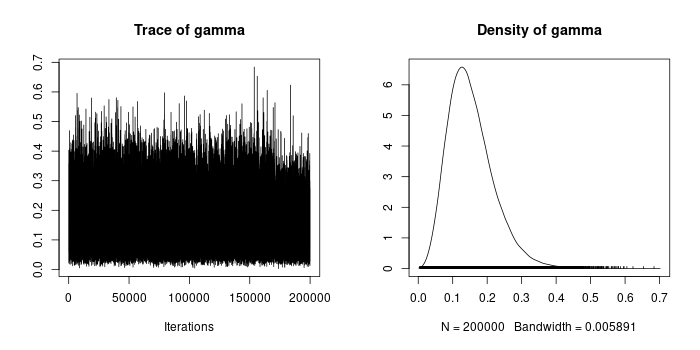 Trace of gamma
0.7
0.6
0.5
0.4
0.3
0.2
0.1
0.0
0 50000 100000 150000 200000
Iterations
Density of gamma
6
5
4
3
2
1
0
0.0 0.1 0.2 0.3 0.4 0.5 0.6 0.7
N = 200000 Bandwidth = 0.005891